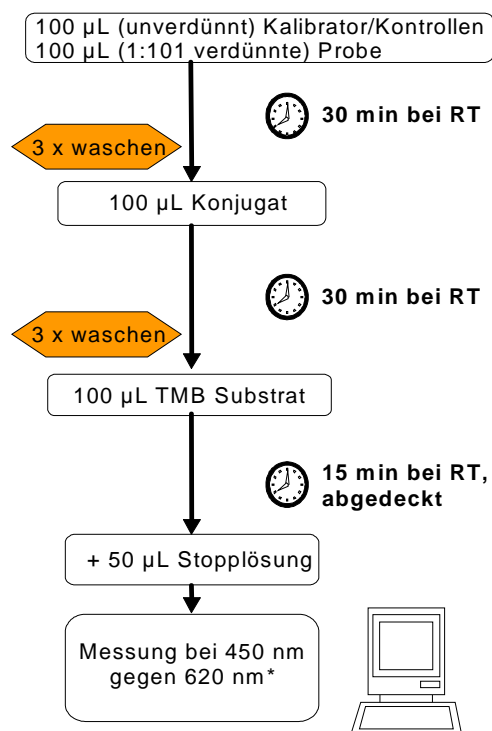 100 µL (unverdünnt) Kalibrator/Kontrollen
100 µL (1:101 verdünnte) Probe
30 min bei RT
3 x waschen
100 µL Konjugat
30 min bei RT
3 x waschen
100 µL TMB Substrat
15 min bei RT,
abgedeckt
+ 50 µL Stopplösung
Messung bei 450 nm
gegen 620 nm*